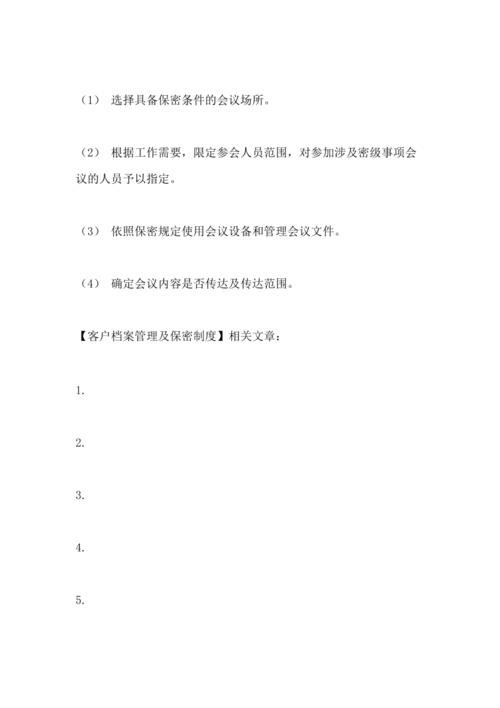 （1） 选择具备保密条件的会议场所。
（2） 根据工作需要，限定参会人员范围，对参加涉及密级事项会
议的人员予以指定。
（3） 依照保密规定使用会议设备和管理会议文件。
（4） 确定会议内容是否传达及传达范围。
【客户档案管理及保密制度】相关文章：
1.
2.
3.
4.
5.